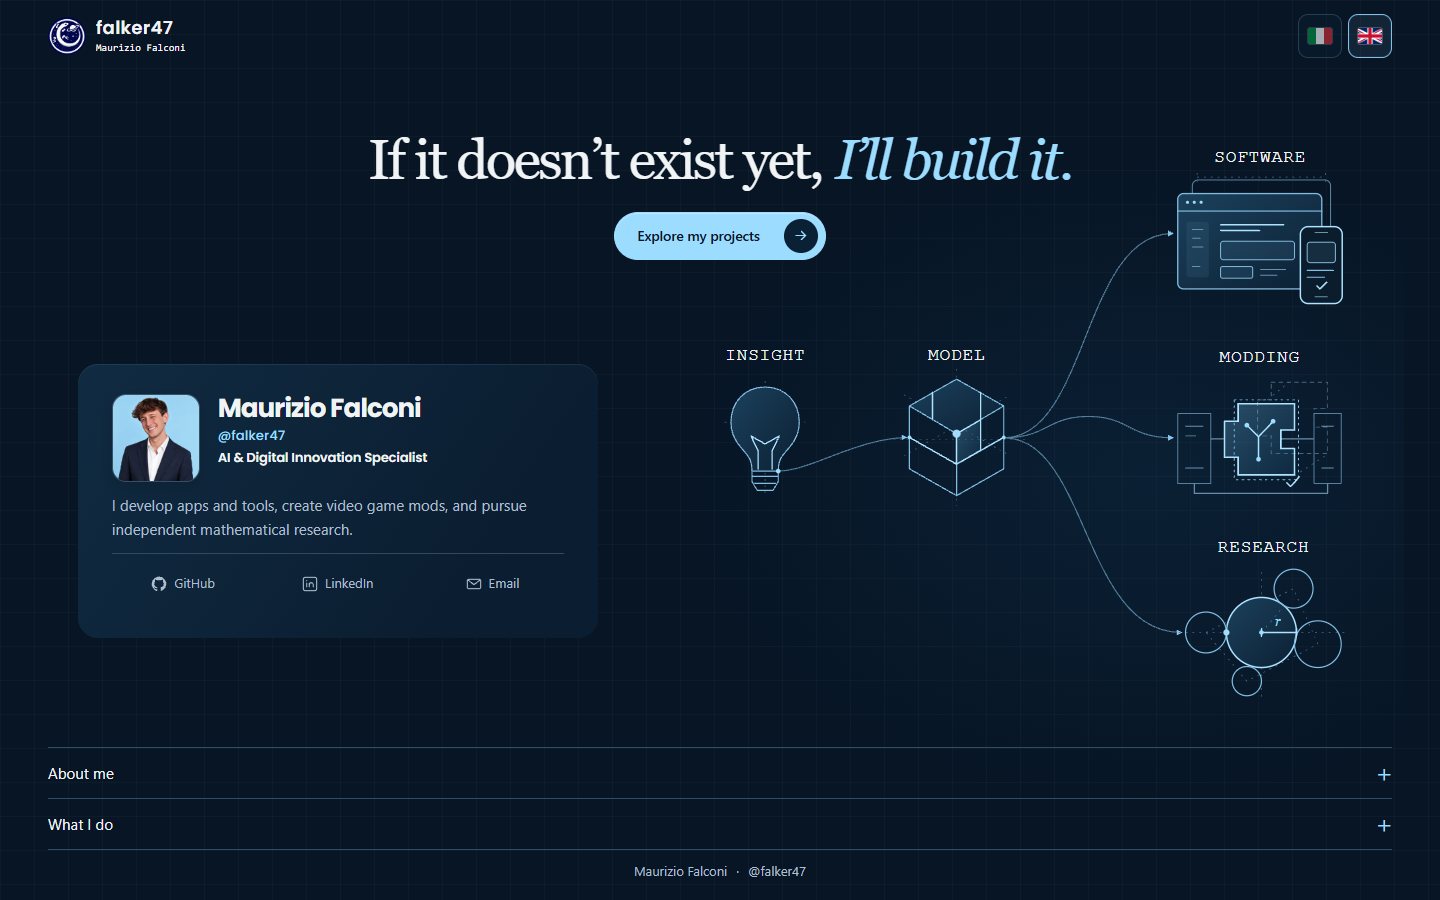 falker47
Maurizio Falconi
If it doesn’t exist yet, I’ll build it.
Explore my projects
SOFTWARE
INSIGHT
MODEL
MODDING
Maurizio Falconi
@falker47
AI & Digital Innovation Specialist
I develop apps and tools, create video game mods, and pursue
independent mathematical research.
GitHub
LinkedIn
Email
RESEARCH
r
About me
What I do
Maurizio Falconi · @falker47